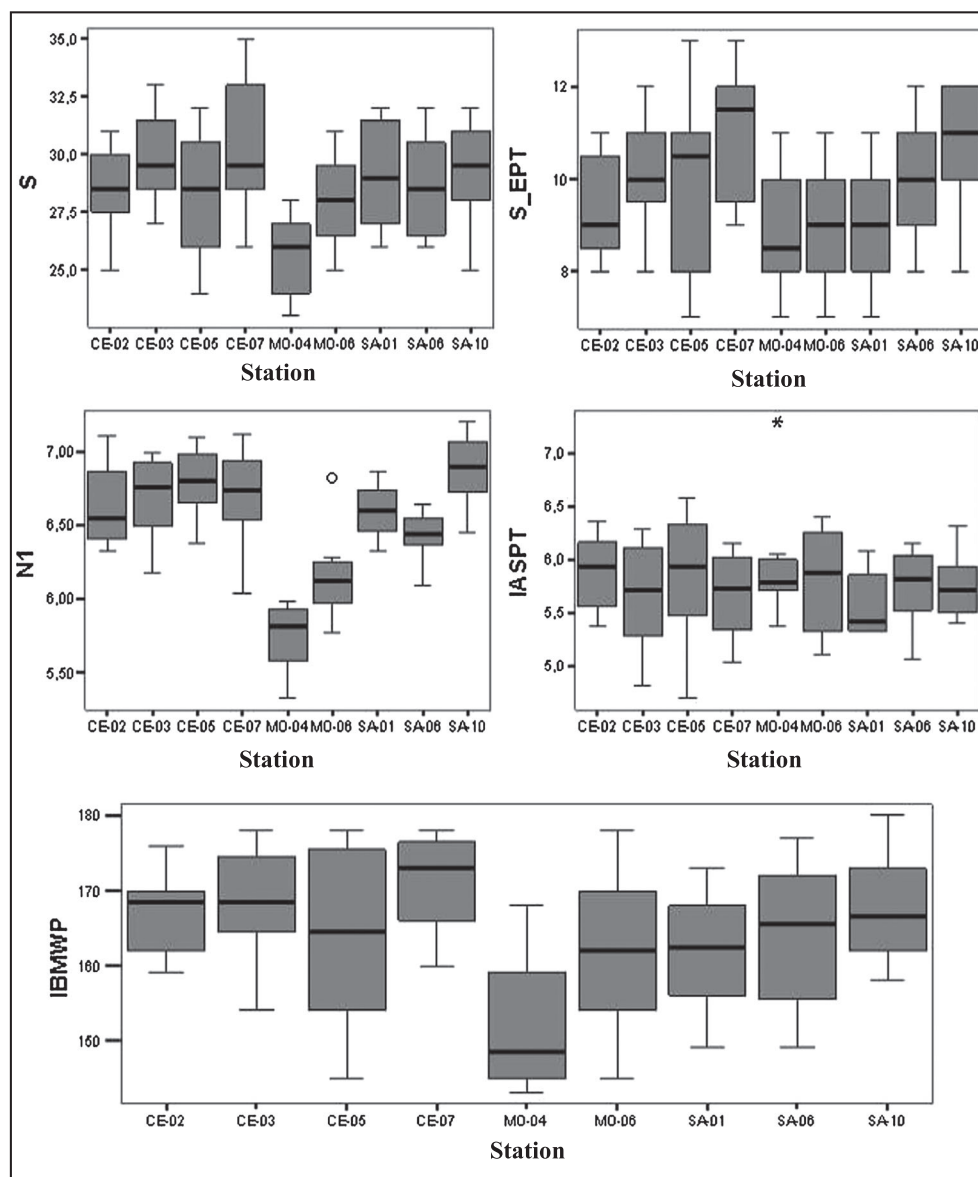 35,0
32,5
30,0
27,5
25,0
S
CE-02 CE-03 CE-05 CE-07 MO-04 MO-06 SA-01 SA-06 SA-10
Station
12
10
8
S_EPT
CE-02 CE-03 CE-05 CE-07 MO-04 MO-06 SA-01 SA-06 SA-10
Station
7,00
6,50
6,00
5,50
N1
CE-02 CE-03 CE-05 CE-07 MO-04 MO-06 SA-01 SA-06 SA-10
Station
*
7,0
6,5
6,0
5,5
5,0
IASPT
CE-02 CE-03 CE-05 CE-07 MO-04 MO-06 SA-01 SA-06 SA-10
Station
180
170
160
150
IBMWP
CE-02 CE-03 CE-05 CE-07 MO-04 MO-06 SA-01 SA-06 SA-10
Station